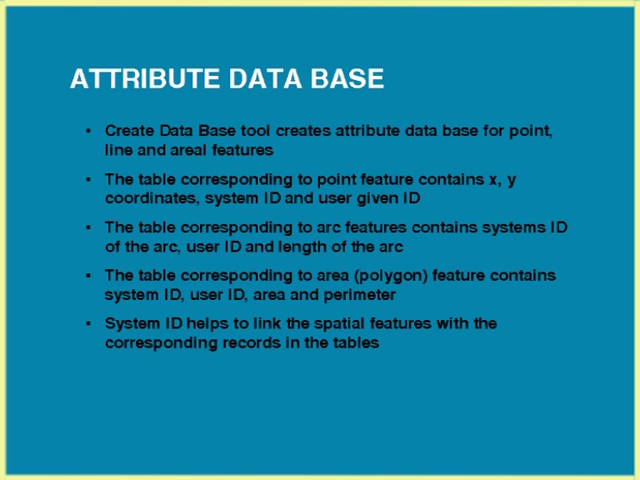 ATTRIBUTE DATA BASE
• Create Data Base tool creates attribute data base for point,
line and areal features
• The table corresponding to point feature contains x, y
coordinates, system ID and user given ID
• The table corresponding to arc features contains systems ID
of the arc, user ID and length of the arc
• The table corresponding to area (polygon) feature contains
system ID, user ID, area and perimeter
• System ID helps to link the spatial features with the
corresponding records in the tables